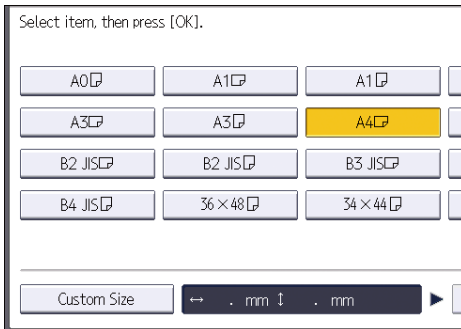 Select item, then press [OK].
A0 A1 A1
A3 A3 A4
B2 JIS B2 JIS B3 JIS
B4 JIS 36×48 34×44
Custom Size ↔ . mm ↕ . mm